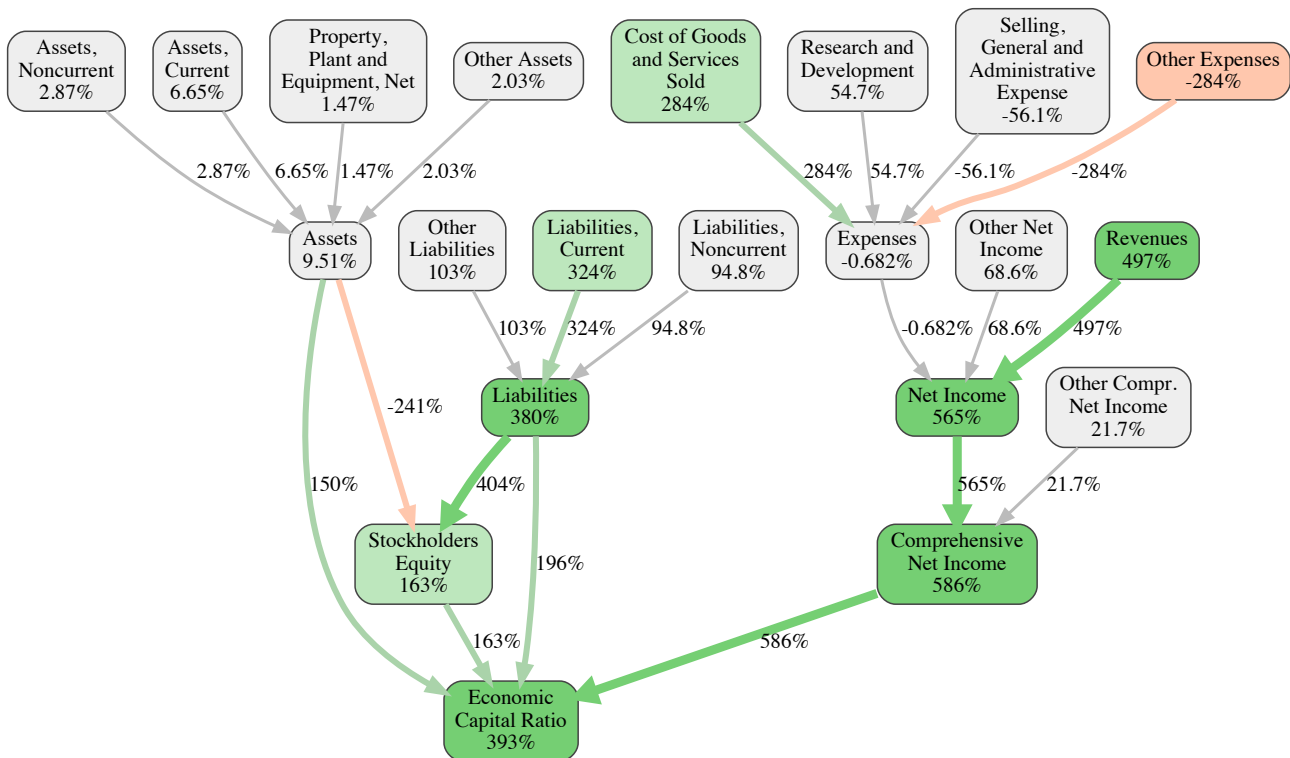 Assets,
Noncurrent
2.87%
Assets,
Current
6.65%
Property,
Plant and
Equipment, Net
1.47%
Other Assets
2.03%
Cost of Goods
and Services
Sold
284%
Research and
Development
54.7%
Selling,
General and
Administrative
Expense
-56.1%
Other Expenses
-284%
2.87%
6.65%
1.47%
2.03%
284%
54.7%
-56.1%
-284%
Assets
9.51%
Other
Liabilities
103%
Liabilities,
Current
324%
Liabilities,
Noncurrent
94.8%
Expenses
-0.682%
Other Net
Income
68.6%
Revenues
497%
103%
324%
94.8%
-0.682%
68.6%
497%
-241%
Liabilities
380%
Net Income
565%
Other Compr.
Net Income
21.7%
150%
404%
565%
21.7%
Stockholders
Equity
163%
196%
Comprehensive
Net Income
586%
163%
586%
Economic
Capital Ratio
393%